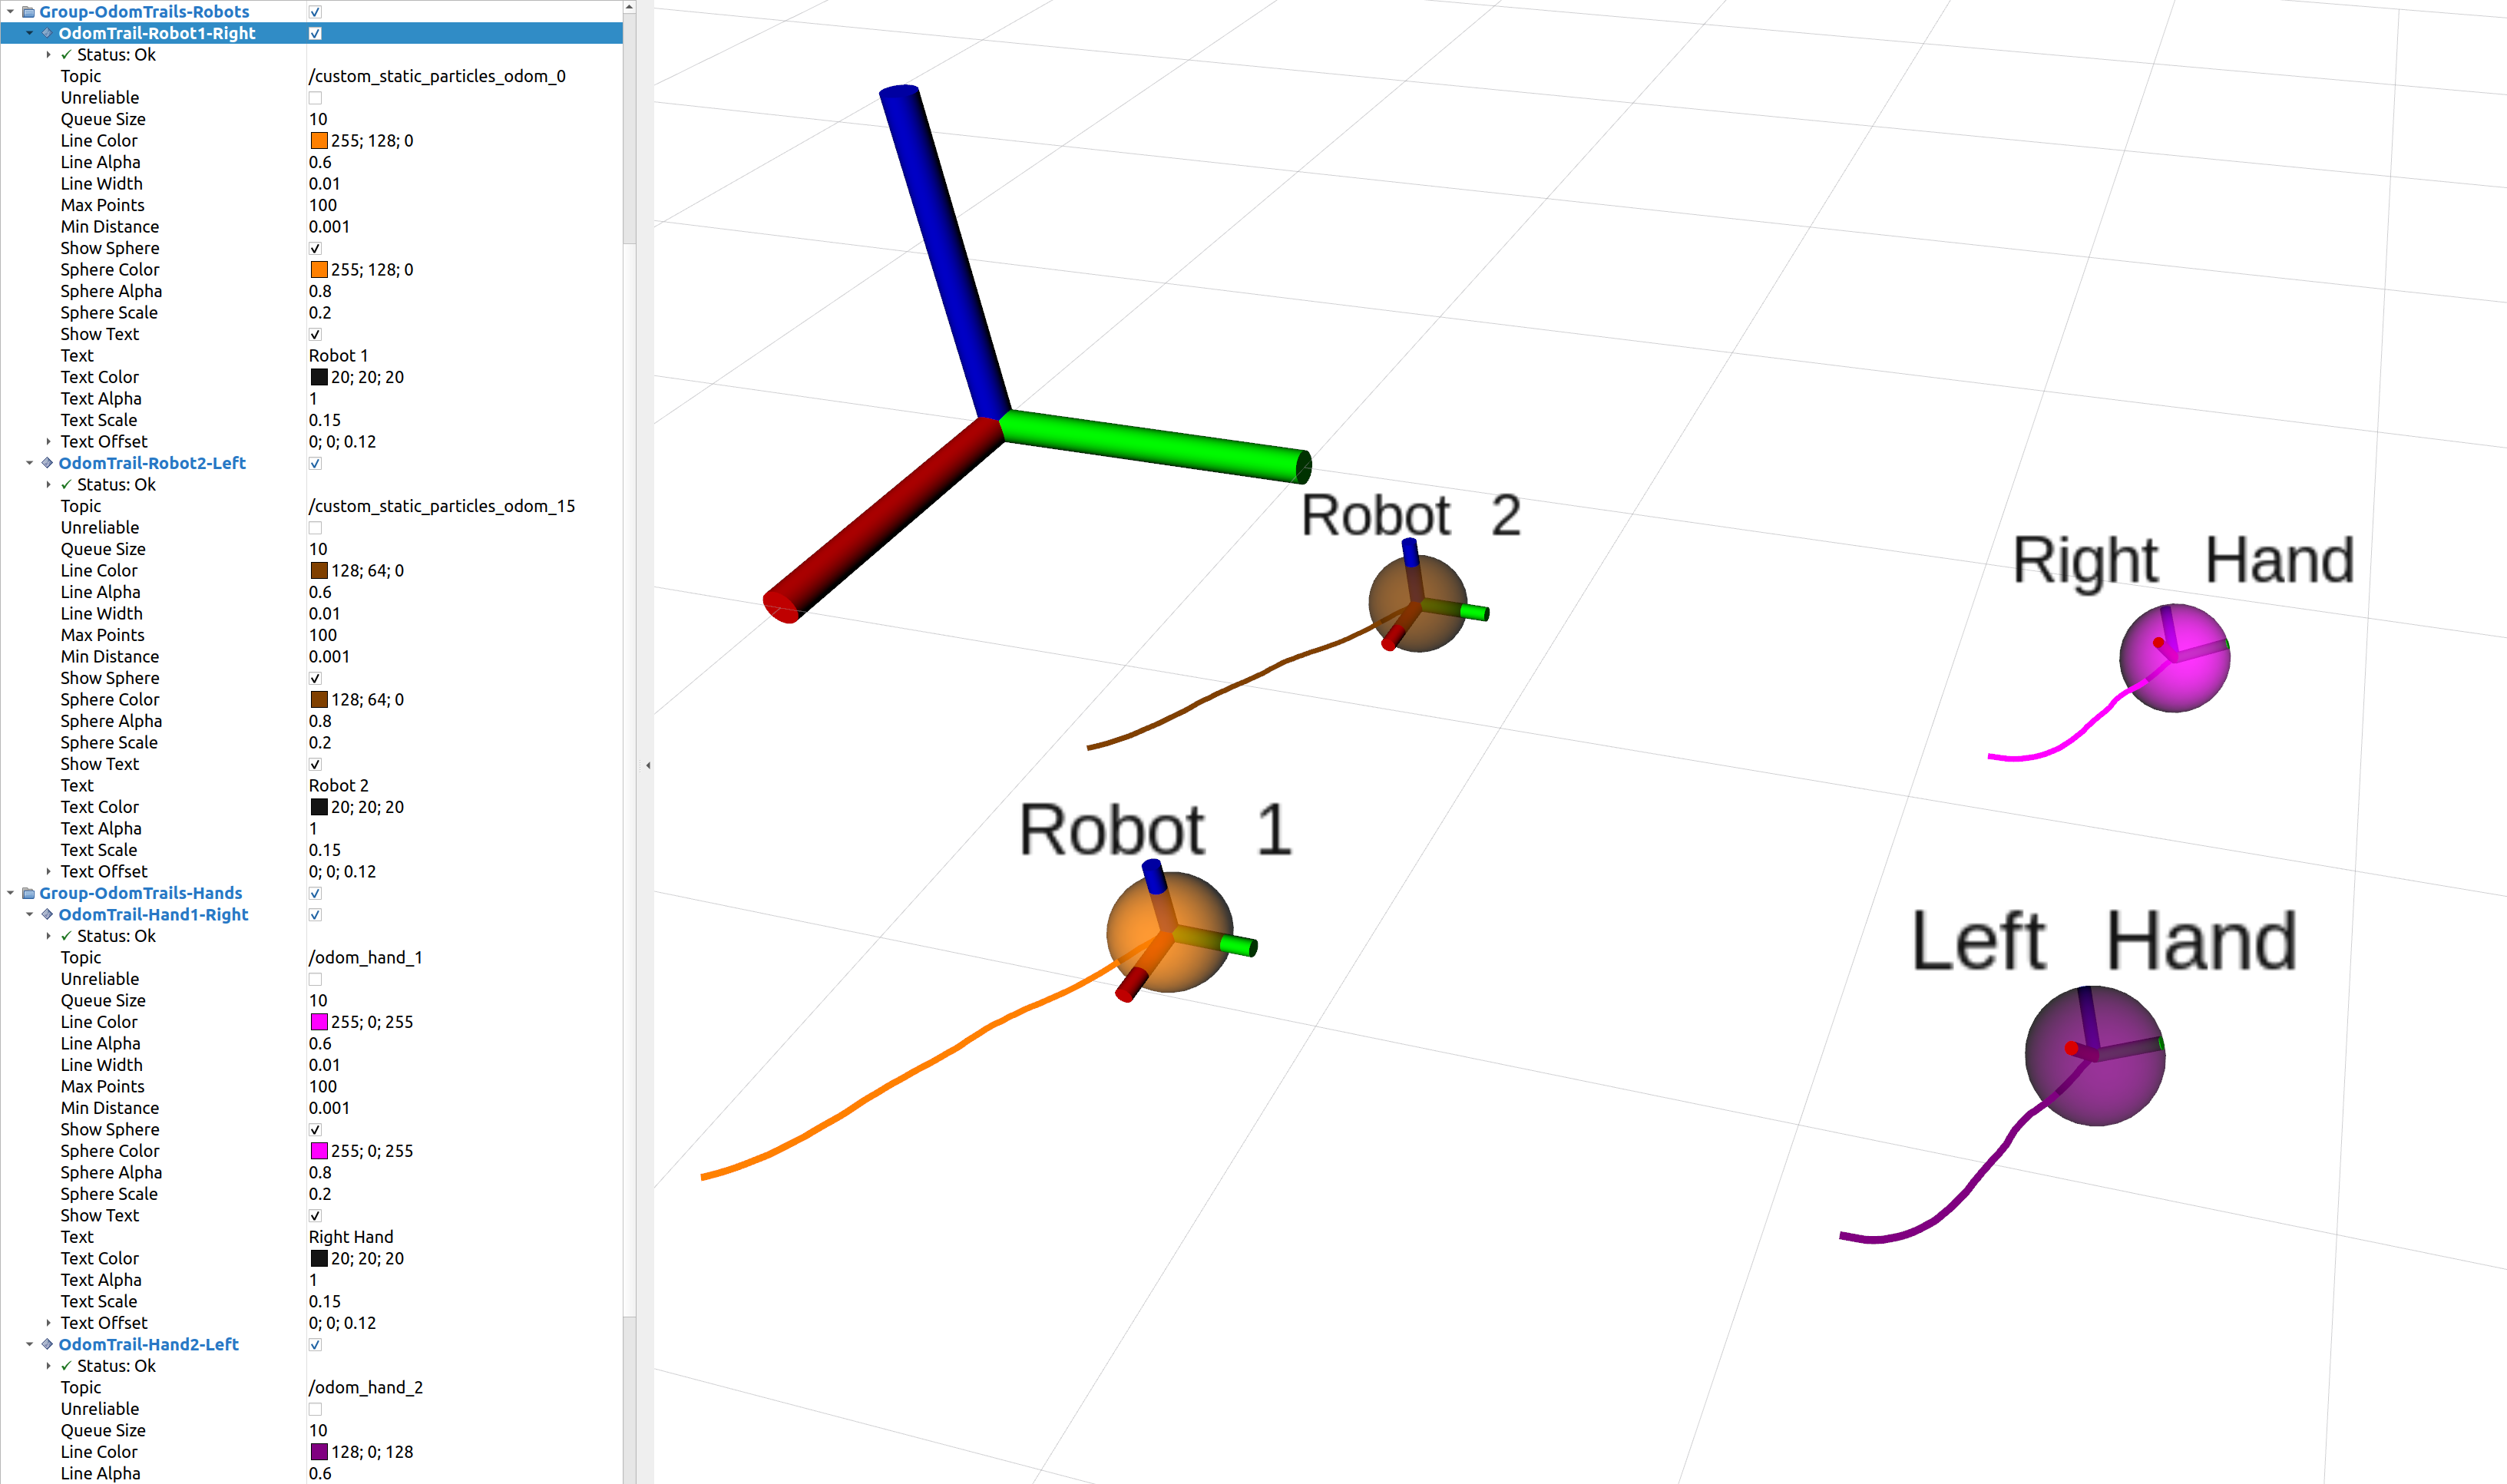 Group-OdomTrails-Robots
OdomTrail-Robot1-Right
Status: Ok
Topic /custom_static_particles_odom_0
Unreliable
Queue Size 10
Line Color 255; 128; 0
Line Alpha 0.6
Line Width 0.01
Max Points 100
Min Distance 0.001
Show Sphere
Sphere Color 255; 128; 0
Sphere Alpha 0.8
Sphere Scale 0.2
Show Text
Text Robot 1
Text Color 20; 20; 20
Text Alpha 1
Text Scale 0.15
Text Offset 0; 0; 0.12
OdomTrail-Robot2-Left
Status: Ok
Topic /custom_static_particles_odom_15
Unreliable
Queue Size 10
Line Color 128; 64; 0
Line Alpha 0.6
Line Width 0.01
Max Points 100
Min Distance 0.001
Show Sphere
Sphere Color 128; 64; 0
Sphere Alpha 0.8
Sphere Scale 0.2
Show Text
Text Robot 2
Text Color 20; 20; 20
Text Alpha 1
Text Scale 0.15
Text Offset 0; 0; 0.12
Group-OdomTrails-Hands
OdomTrail-Hand1-Right
Status: Ok
Topic /odom_hand_1
Unreliable
Queue Size 10
Line Color 255; 0; 255
Line Alpha 0.6
Line Width 0.01
Max Points 100
Min Distance 0.001
Show Sphere
Sphere Color 255; 0; 255
Sphere Alpha 0.8
Sphere Scale 0.2
Show Text
Text Right Hand
Text Color 20; 20; 20
Text Alpha 1
Text Scale 0.15
Text Offset 0; 0; 0.12
OdomTrail-Hand2-Left
Status: Ok
Topic /odom_hand_2
Unreliable
Queue Size 10
Line Color 128; 0; 128
Line Alpha 0.6
Robot 2
Right Hand
Robot 1
Left Hand